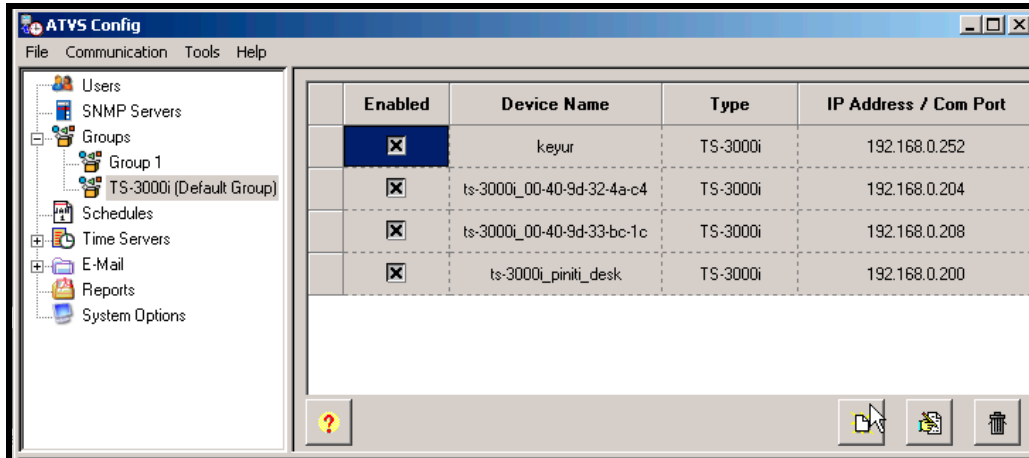 ATVS Config
File Communication Tools Help
Users
SNMP Servers
Groups
Group 1
TS-3000i (Default Group)
Schedules
Time Servers
E-Mail
Reports
System Options
Enabled Device Name Type IP Address / Com Port
keyur TS-3000i 192.168.0.252
ts-3000i_00-40-9d-32-4a-c4 TS-3000i 192.168.0.204
ts-3000i_00-40-9d-33-bc-1c TS-3000i 192.168.0.208
ts-3000i_piniti_desk TS-3000i 192.168.0.200